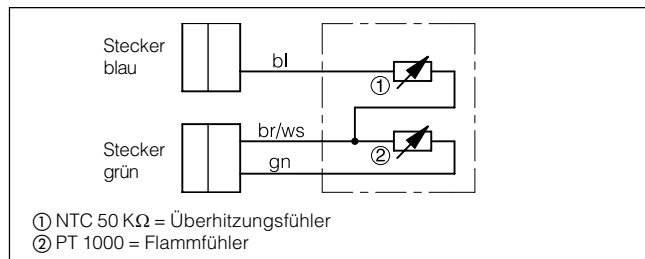 Stecker
blau
bl
①
br/ws
②
Stecker
grün
gn
① NTC 50 KΩ = Überhitzungsfühler
② PT 1000 = Flammfühler